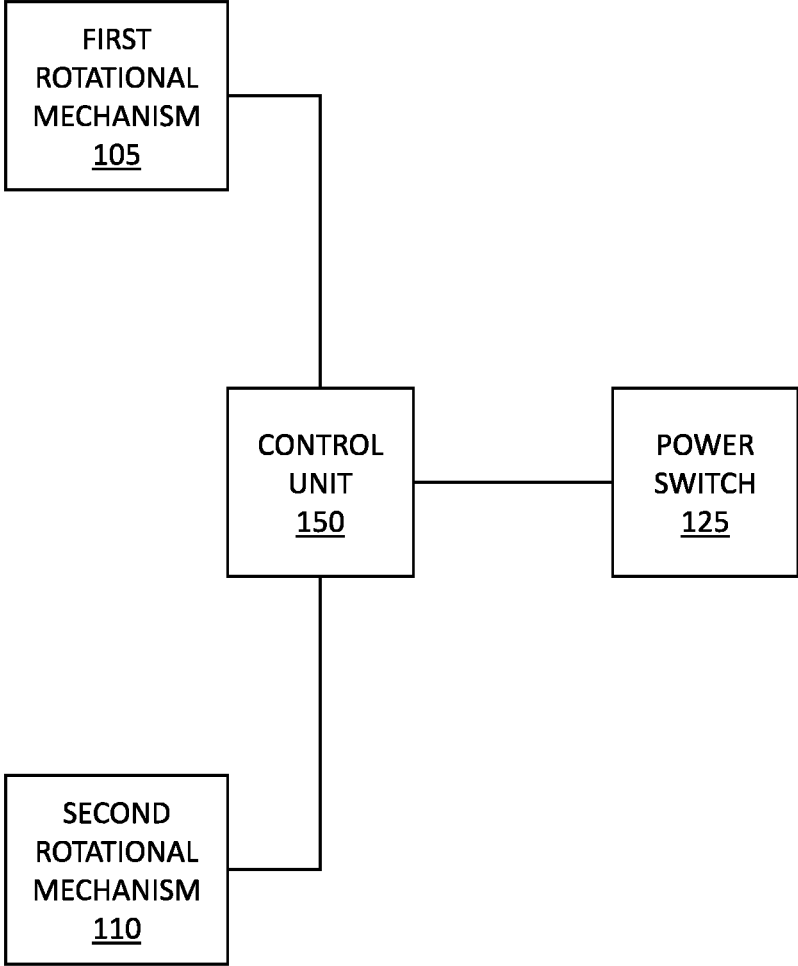 FIRST
ROTATIONAL
MECHANISM
105
CONTROL
UNIT
150
POWER
SWITCH
125
SECOND
ROTATIONAL
MECHANISM
110